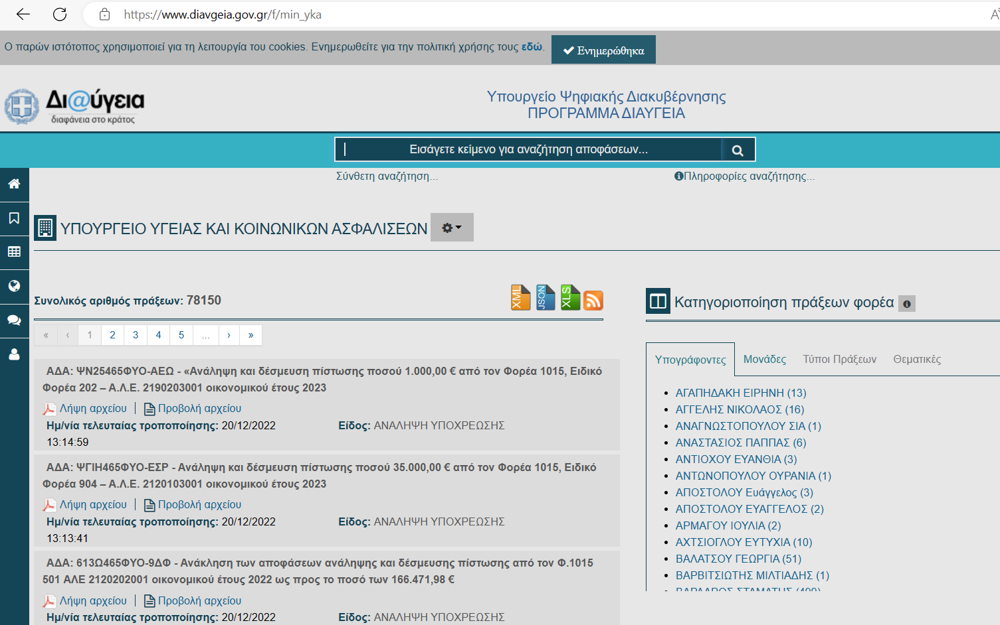 https://www.diavgeia.gov.gr/f/min_yka
Ο παρών ιστότοπος χρησιμοποιεί για τη λειτουργία του cookies. Ενημερωθείτε για την πολιτική χρήσης τους εδώ.
Ενημερώθηκα
Δι@ύγεια
διαφάνεια στο κράτος
Υπουργείο Ψηφιακής Διακυβέρνησης
ΠΡΟΓΡΑΜΜΑ ΔΙΑΥΓΕΙΑ
Εισάγετε κείμενο για αναζήτηση αποφάσεων...
Σύνθετη αναζήτηση...
Πληροφορίες αναζήτησης...
ΥΠΟΥΡΓΕΙΟ ΥΓΕΙΑΣ ΚΑΙ ΚΟΙΝΩΝΙΚΩΝ ΑΣΦΑΛΙΣΕΩΝ
Συνολικός αριθμός πράξεων: 78150
XML JSON XLS
« ‹ 1 2 3 4 5 ... › »
ΑΔΑ: ΨΝ25465ΦΥΟ-ΑΕΩ - «Ανάληψη και δέσμευση πίστωσης ποσού 1.000,00 € από τον Φορέα 1015, Ειδικό
Φορέα 202 – Α.Λ.Ε. 2190203001 οικονομικού έτους 2023
Λήψη αρχείου | Προβολή αρχείου
Ημ/νία τελευταίας τροποποίησης: 20/12/2022
13:14:59
Είδος: ΑΝΑΛΗΨΗ ΥΠΟΧΡΕΩΣΗΣ
ΑΔΑ: ΨΓΙΗ465ΦΥΟ-ΕΣΡ - Ανάληψη και δέσμευση πίστωσης ποσού 35.000,00 € από τον Φορέα 1015, Ειδικό
Φορέα 904 – Α.Λ.Ε. 2120103001 οικονομικού έτους 2023
Λήψη αρχείου | Προβολή αρχείου
Ημ/νία τελευταίας τροποποίησης: 20/12/2022
13:13:41
Είδος: ΑΝΑΛΗΨΗ ΥΠΟΧΡΕΩΣΗΣ
ΑΔΑ: 613Ω465ΦΥΟ-9ΔΦ - Ανάκληση των αποφάσεων ανάληψης και δέσμευσης πίστωσης από τον Φ.1015
501 ΑΛΕ 2120202001 οικονομικού έτους 2022 ως προς το ποσό των 166.471,98 €
Λήψη αρχείου | Προβολή αρχείου
Ημ/νία τελευταίας τροποποίησης: 20/12/2022
Είδος: ΑΝΑΛΗΨΗ ΥΠΟΧΡΕΩΣΗΣ
Κατηγοριοποίηση πράξεων φορέα
Υπογράφοντες Μονάδες Τύποι Πράξεων Θεματικές
ΑΓΑΠΗΔΑΚΗ ΕΙΡΗΝΗ (13)
ΑΓΓΕΛΗΣ ΝΙΚΟΛΑΟΣ (16)
ΑΝΑΓΝΩΣΤΟΠΟΥΛΟΥ ΣΙΑ (1)
ΑΝΑΣΤΑΣΙΟΣ ΠΑΠΠΑΣ (6)
ΑΝΤΙΟΧΟΥ ΕΥΑΝΘΙΑ (3)
ΑΝΤΩΝΟΠΟΥΛΟΥ ΟΥΡΑΝΙΑ (1)
ΑΠΟΣΤΟΛΟΥ Ευάγγελος (3)
ΑΠΟΣΤΟΛΟΥ ΕΥΑΓΓΕΛΟΣ (2)
ΑΡΜΑΓΟΥ ΙΟΥΛΙΑ (2)
ΑΧΤΣΙΟΓΛΟΥ ΕΥΤΥΧΙΑ (10)
ΒΑΛΑΤΣΟΥ ΓΕΩΡΓΙΑ (51)
ΒΑΡΒΙΤΣΙΩΤΗΣ ΜΙΛΤΙΑΔΗΣ (1)